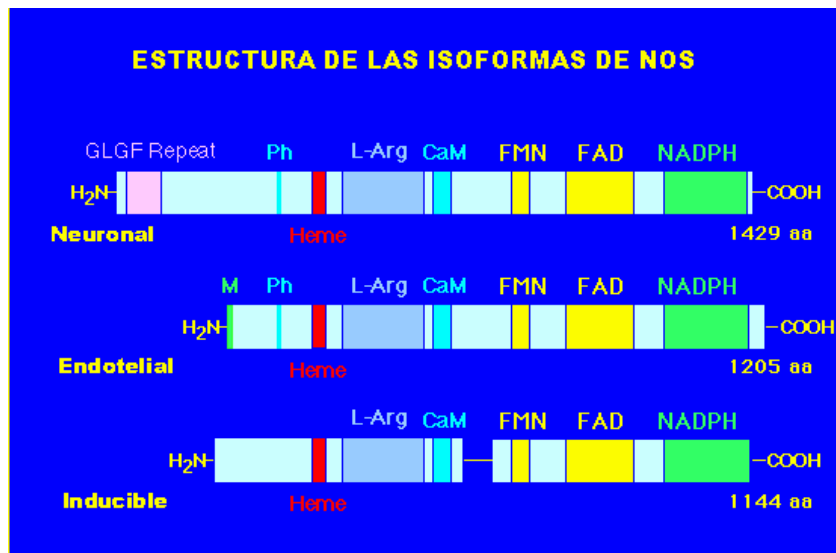 ESTRUCTURA DE LAS ISOFORMAS DE NOS
GLGF Repeat Ph L-Arg CaM FMN FAD NADPH
H2N COOH
Neuronal Heme 1429 aa
M Ph L-Arg CaM FMN FAD NADPH
H2N COOH
Endotelial Heme 1205 aa
L-Arg CaM FMN FAD NADPH
H2N COOH
Inducible Heme 1144 aa